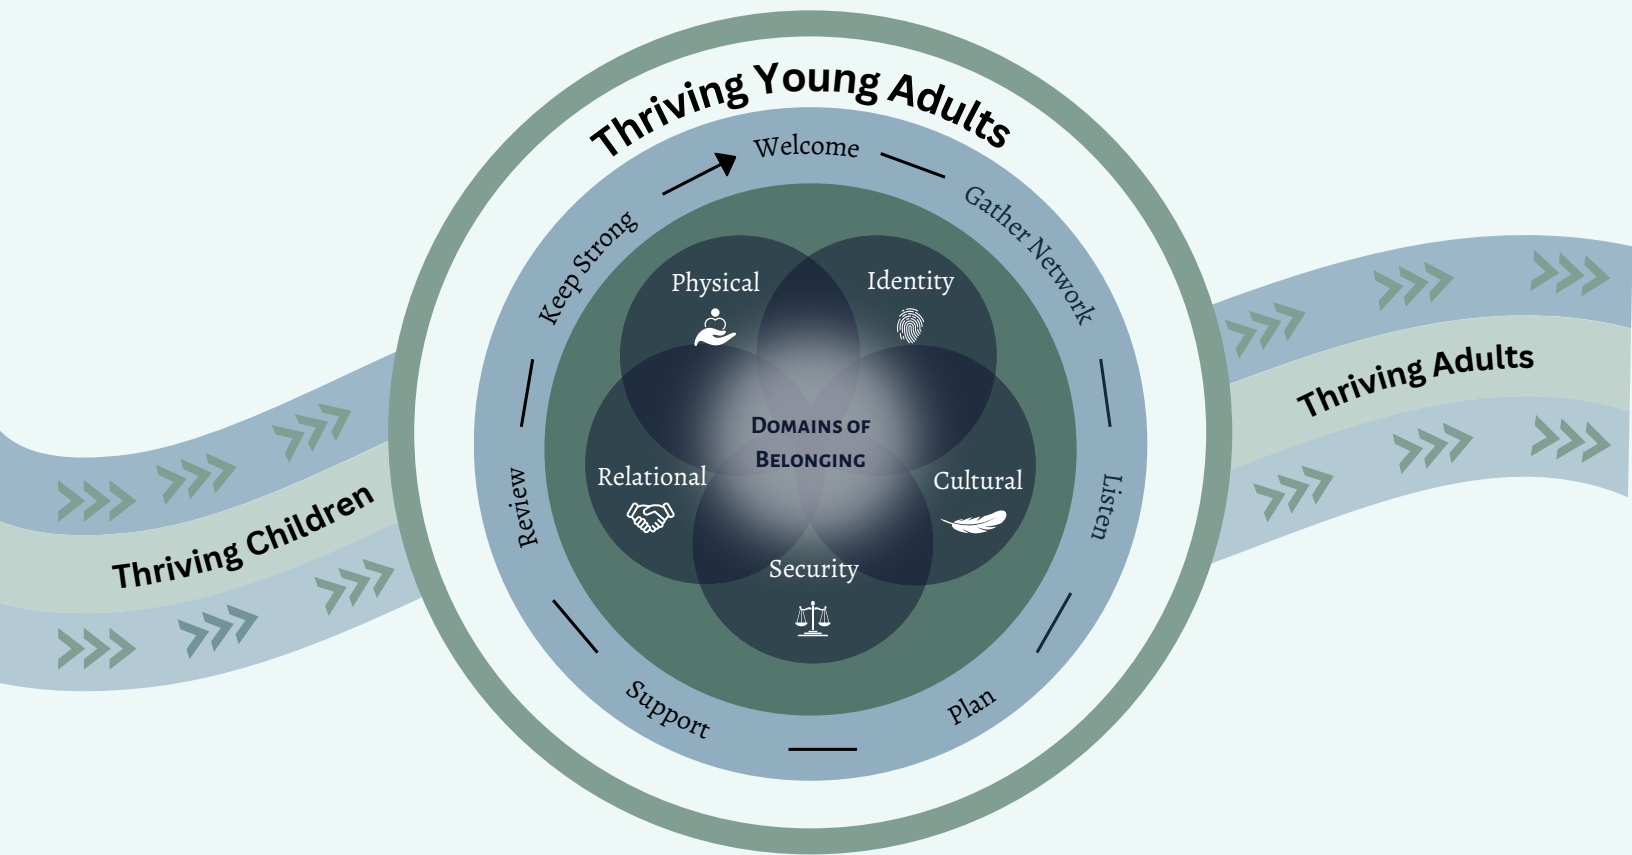 Thriving Young Adults
Welcome
Gather Network
Listen
Plan
Support
Review
Keep Strong
Physical
Identity
Domains of
Belonging
Relational
Cultural
Security
Thriving Children
Thriving Adults